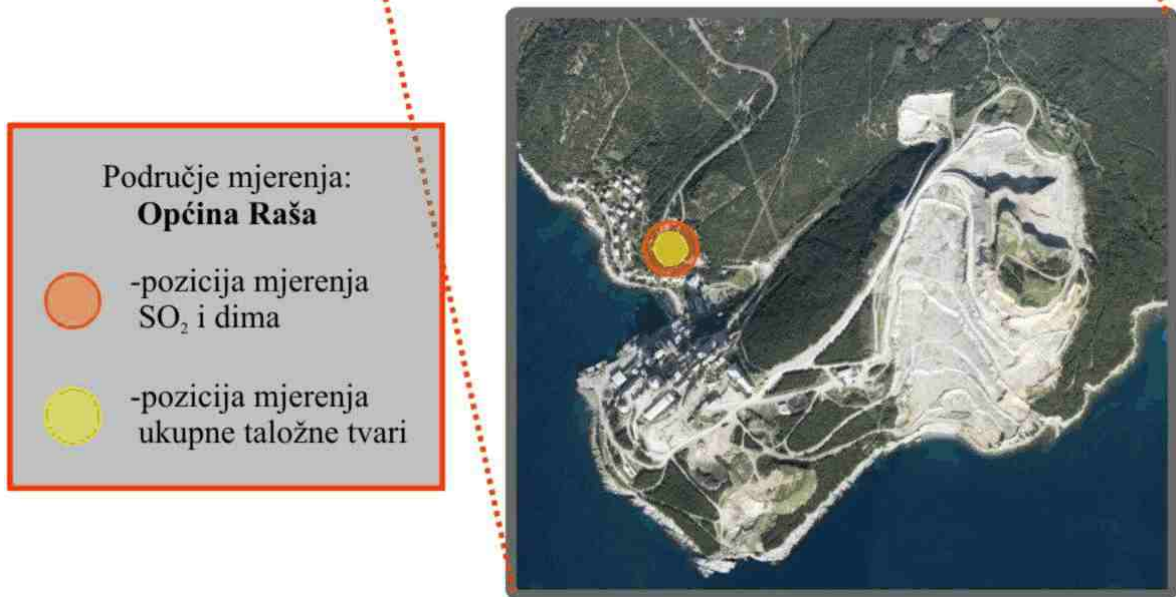 Područje mjerenja:
Općina Raša
-pozicija mjerenja
SO₂ i dima
-pozicija mjerenja
ukupne taložne tvari